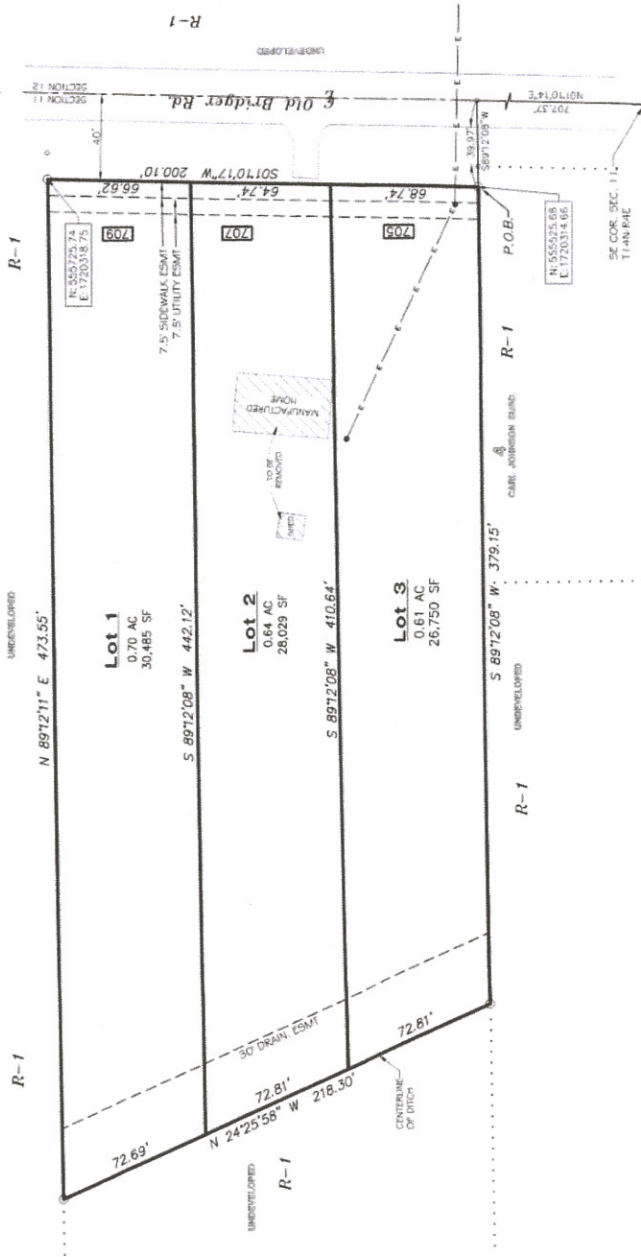 R-1
UNDEVELOPED
R-1
R-1
N 89°12'11" E 473.55'
N: 555725.74
E: 1720318.75
40'
SECTION 11
SECTION 12
UNDEVELOPED
℄ Old Bridger Rd.
709
66.62'
S01°10'17"W 200.10'
7.5' SIDEWALK ESMT
7.5' UTILITY ESMT
Lot 1
0.70 AC
30,485 SF
72.69'
S 89°12'08" W 442.12'
707
64.74'
MANUFACTURED
HOME
TO BE
REMOVED
SHED
Lot 2
0.64 AC
28,029 SF
30' DRAIN. ESMT
72.81'
N 24°25'58" W 218.30'
S 89°12'08" W 410.64'
705
68.74'
E
E
E
E
E
E
E
Lot 3
0.61 AC
26,750 SF
72.81'
CENTERLINE
OF DITCH
UNDEVELOPED
R-1
S 89°12'08" W 379.15'
P.O.B.
39.97'
S89°12'08"W
N01°10'14"E
707.37'
N: 555525.68
E: 1720314.66
SE COR. SEC. 11,
T14N-R4E
R-1
CARL JOHNSON
UNDEVELOPED
R-1